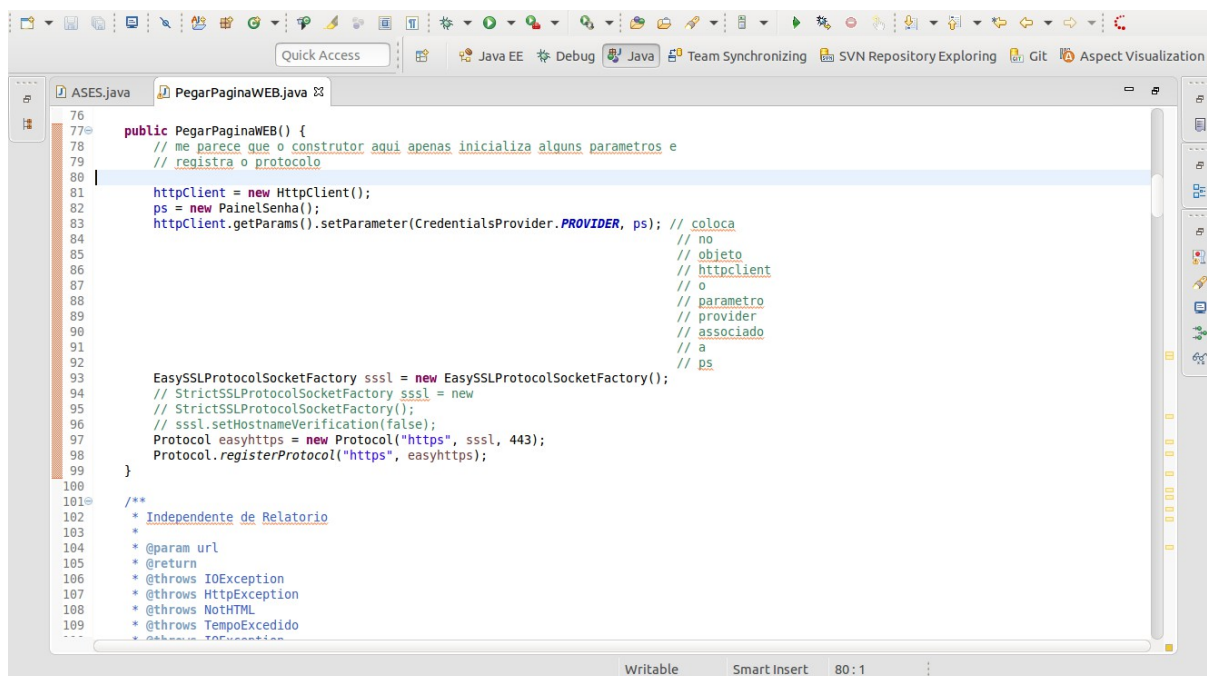 Quick Access
Java EE Debug Java Team Synchronizing SVN Repository Exploring Git Aspect Visualization
ASES.java PegarPaginaWEB.java
76
77 public PegarPaginaWEB() {
78 // me parece que o construtor aqui apenas inicializa alguns parametros e
79 // registra o protocolo
80
81 httpClient = new HttpClient();
82 ps = new PainelSenha();
83 httpClient.getParams().setParameter(CredentialsProvider.PROVIDER, ps); // coloca
84 // no
85 // objeto
86 // httpclient
87 // o
88 // parametro
89 // provider
90 // associado
91 // a
92 // ps
93 EasySSLProtocolSocketFactory sssl = new EasySSLProtocolSocketFactory();
94 // StrictSSLProtocolSocketFactory sssl = new
95 // StrictSSLProtocolSocketFactory();
96 // sssl.setHostnameVerification(false);
97 Protocol easyhttps = new Protocol("https", sssl, 443);
98 Protocol.registerProtocol("https", easyhttps);
99 }
100
101 /**
102 * Independente de Relatorio
103 *
104 * @param url
105 * @return
106 * @throws IOException
107 * @throws HttpException
108 * @throws NotHTML
109 * @throws TempoExcedido
* @throws IOException
Writable Smart Insert 80 : 1